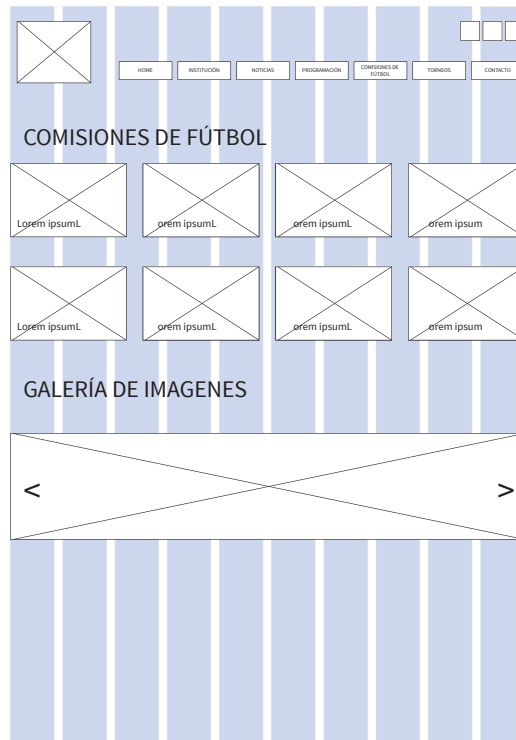 HOME
INSTITUCIÓN
NOTICIAS
PROGRAMACIÓN
COMISIONES DE
FÚTBOL
TORNEOS
CONTACTO
COMISIONES DE FÚTBOL
Lorem ipsumL orem ipsumL orem ipsumL orem ipsum
Lorem ipsumL orem ipsumL orem ipsumL orem ipsum
GALERÍA DE IMAGENES
< >